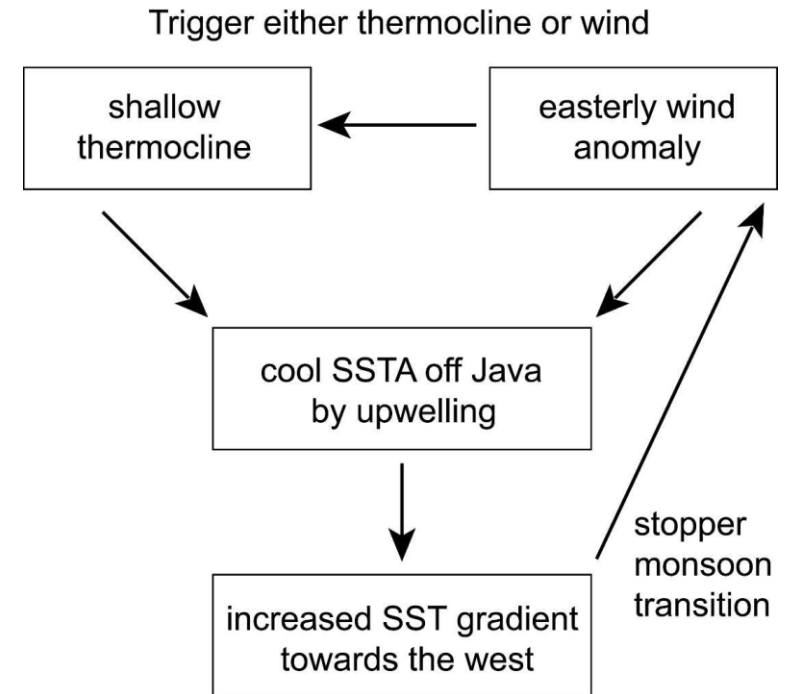 Trigger either thermocline or wind
shallow
thermocline
easterly wind
anomaly
cool SSTA off Java
by upwelling
stopper
monsoon
transition
increased SST gradient
towards the west